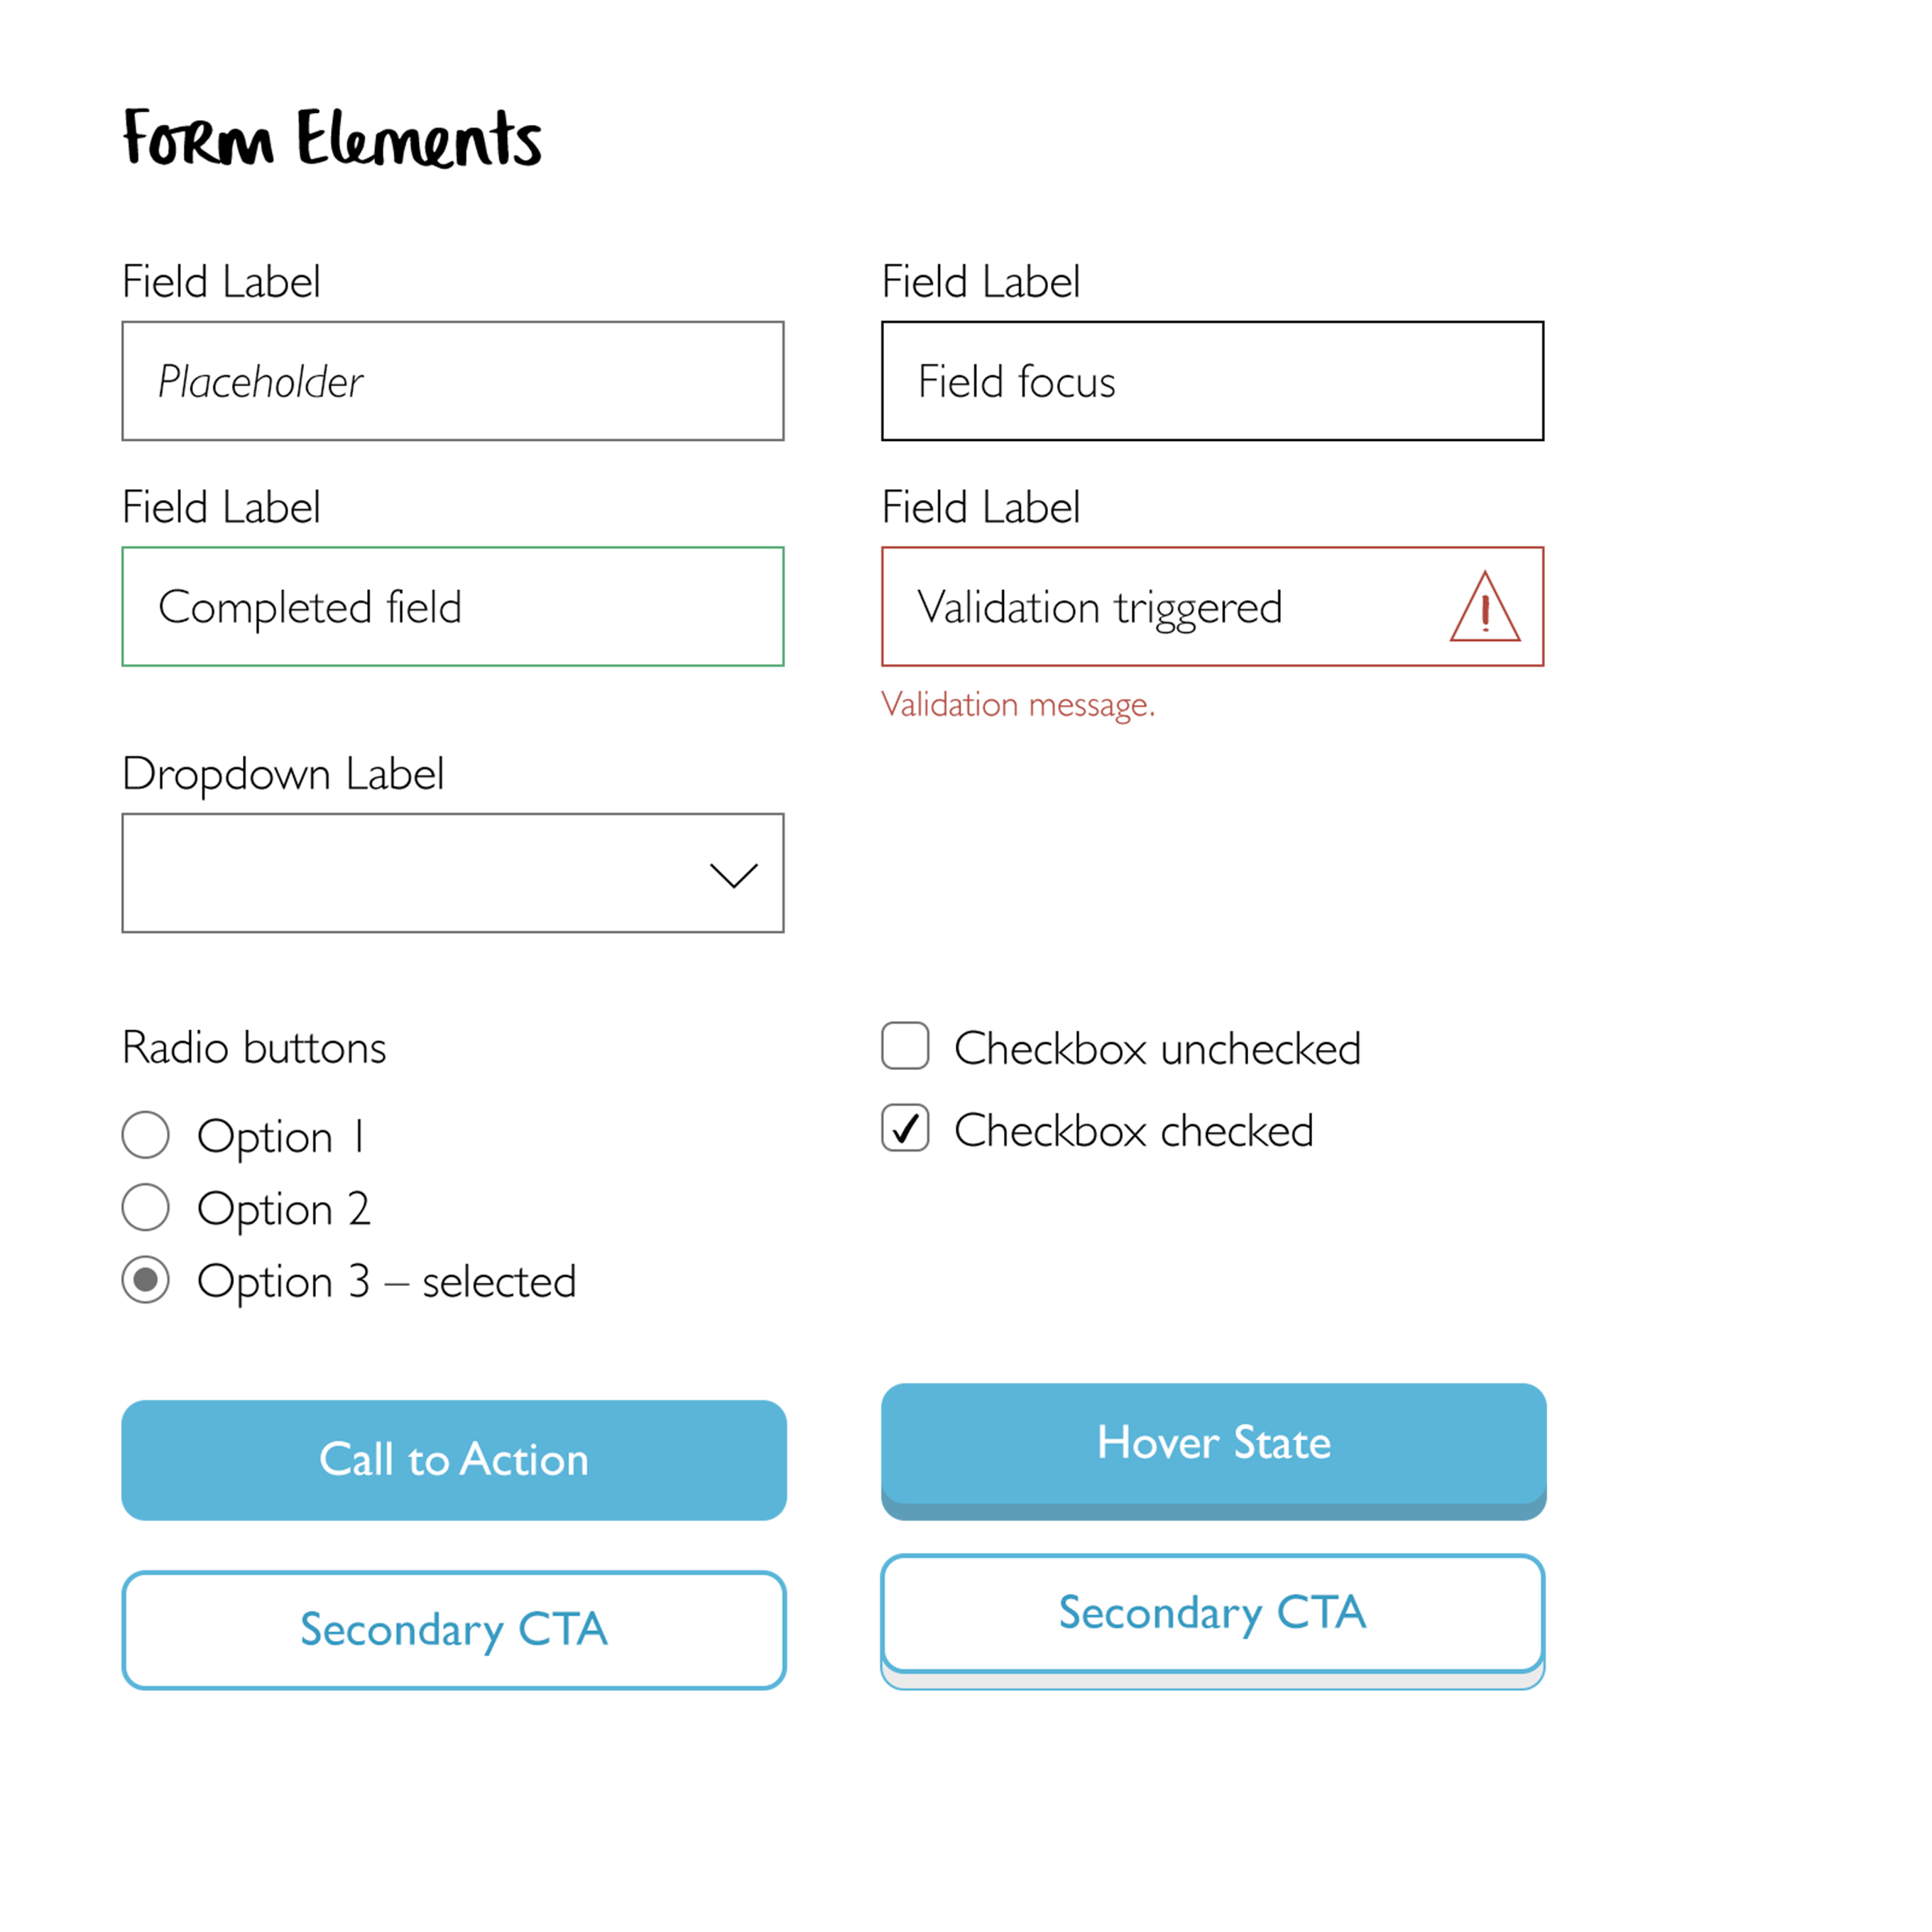 Form Elements
Field Label
Field Label
Placeholder
Field focus
Field Label
Field Label
Completed field
Validation triggered
!
Validation message.
Dropdown Label
Radio buttons
Checkbox unchecked
Option 1
Checkbox checked
Option 2
Option 3 – selected
Call to Action
Hover State
Secondary CTA
Secondary CTA